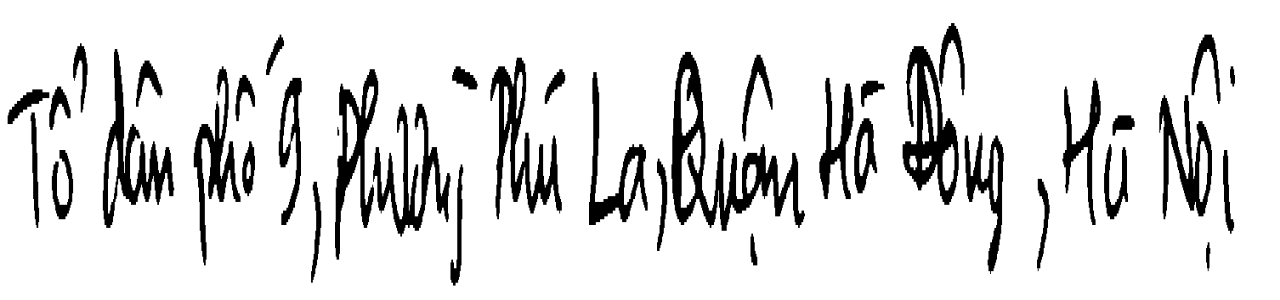 Tổ dân phố 9, Phường Phú La, Quận Hà Đông, Hà Nội